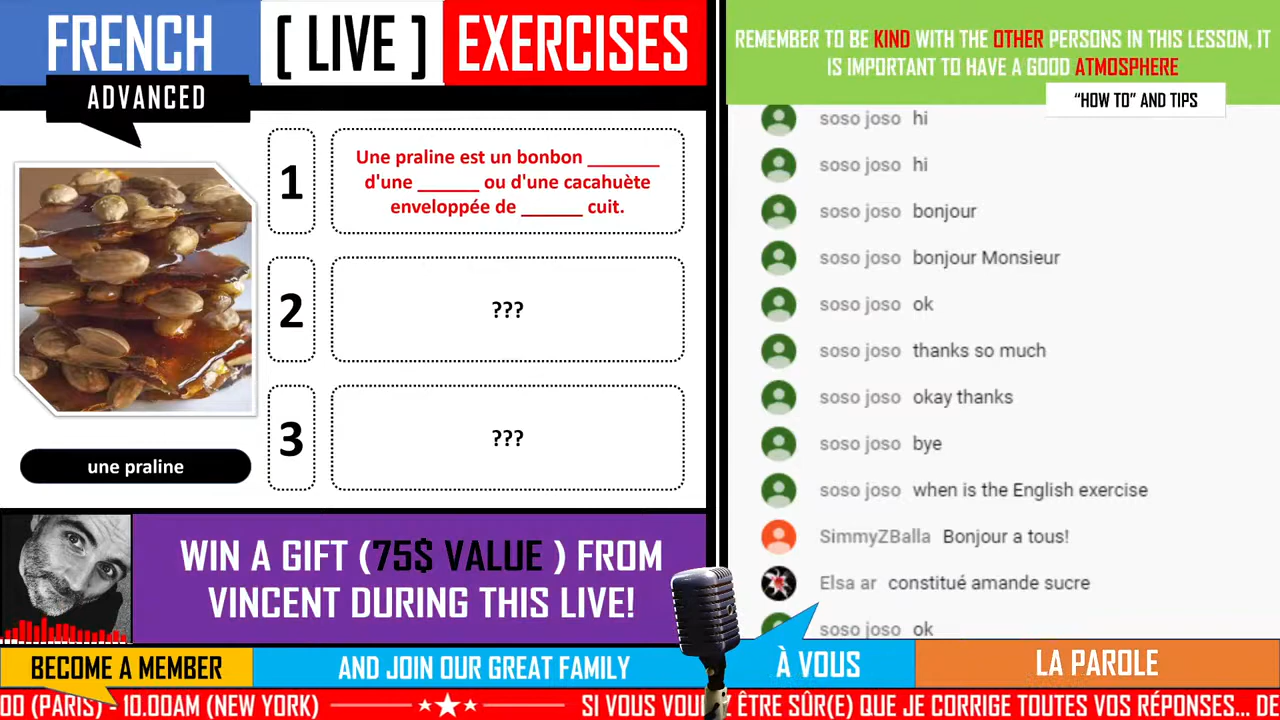 FRENCH
[ LIVE ]
EXERCISES
ADVANCED
1
Une praline est un bonbon _______
d'une ______ ou d'une cacahuète
enveloppée de ______ cuit.
2
???
3
???
une praline
WIN A GIFT (75$ VALUE ) FROM
VINCENT DURING THIS LIVE!
BECOME A MEMBER
AND JOIN OUR GREAT FAMILY
REMEMBER TO BE KIND WITH THE OTHER PERSONS IN THIS LESSON, IT
IS IMPORTANT TO HAVE A GOOD ATMOSPHERE
“HOW TO” AND TIPS
soso joso hi
soso joso hi
soso joso bonjour
soso joso bonjour Monsieur
soso joso ok
soso joso thanks so much
soso joso okay thanks
soso joso bye
soso joso when is the English exercise
SimmyZBalla Bonjour a tous!
Elsa ar constitué amande sucre
soso joso ok
À VOUS
LA PAROLE
(PARIS) - 10.00AM (NEW YORK) SI VOUS ÊTRE SÛR(E) QUE JE CORRIGE TOUTES VOS RÉPONSES...